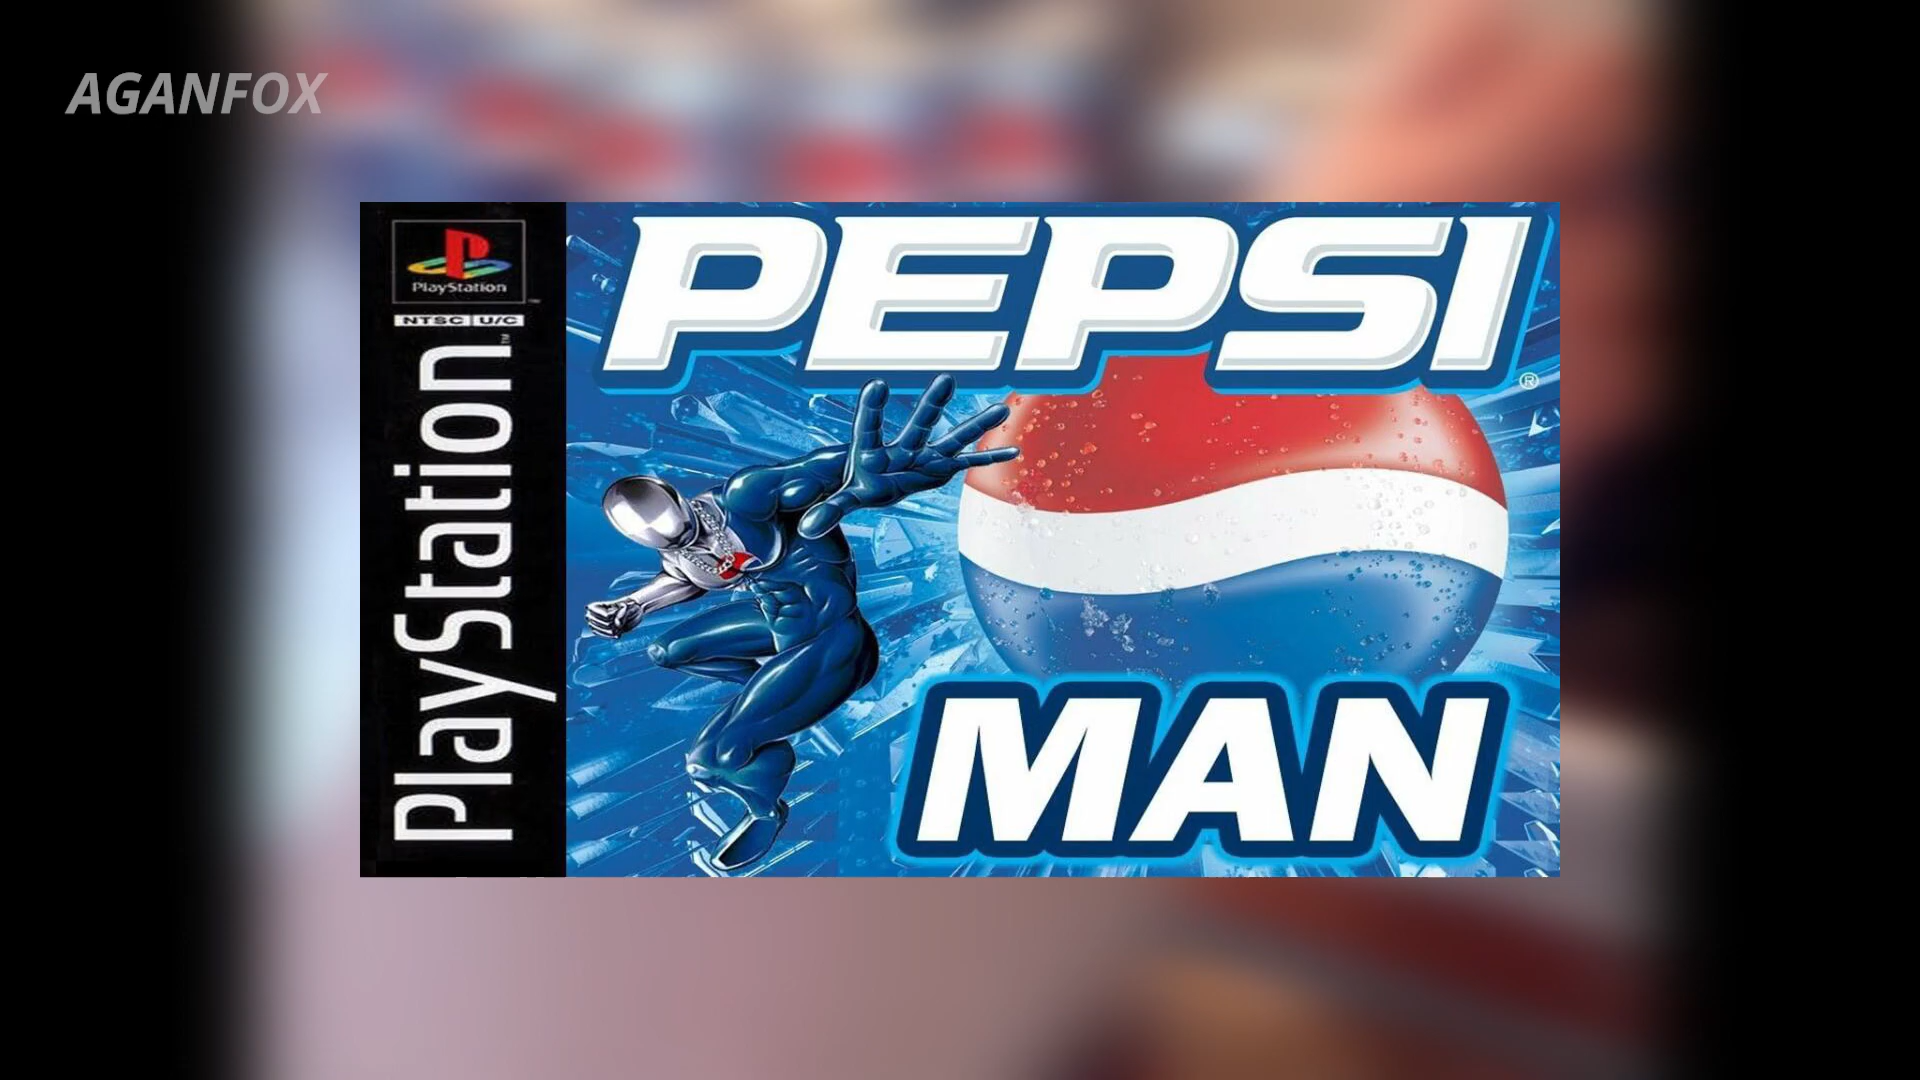 AGANFOX
PlayStation
NTSC U/C
PlayStation
PEPSI
®
MAN